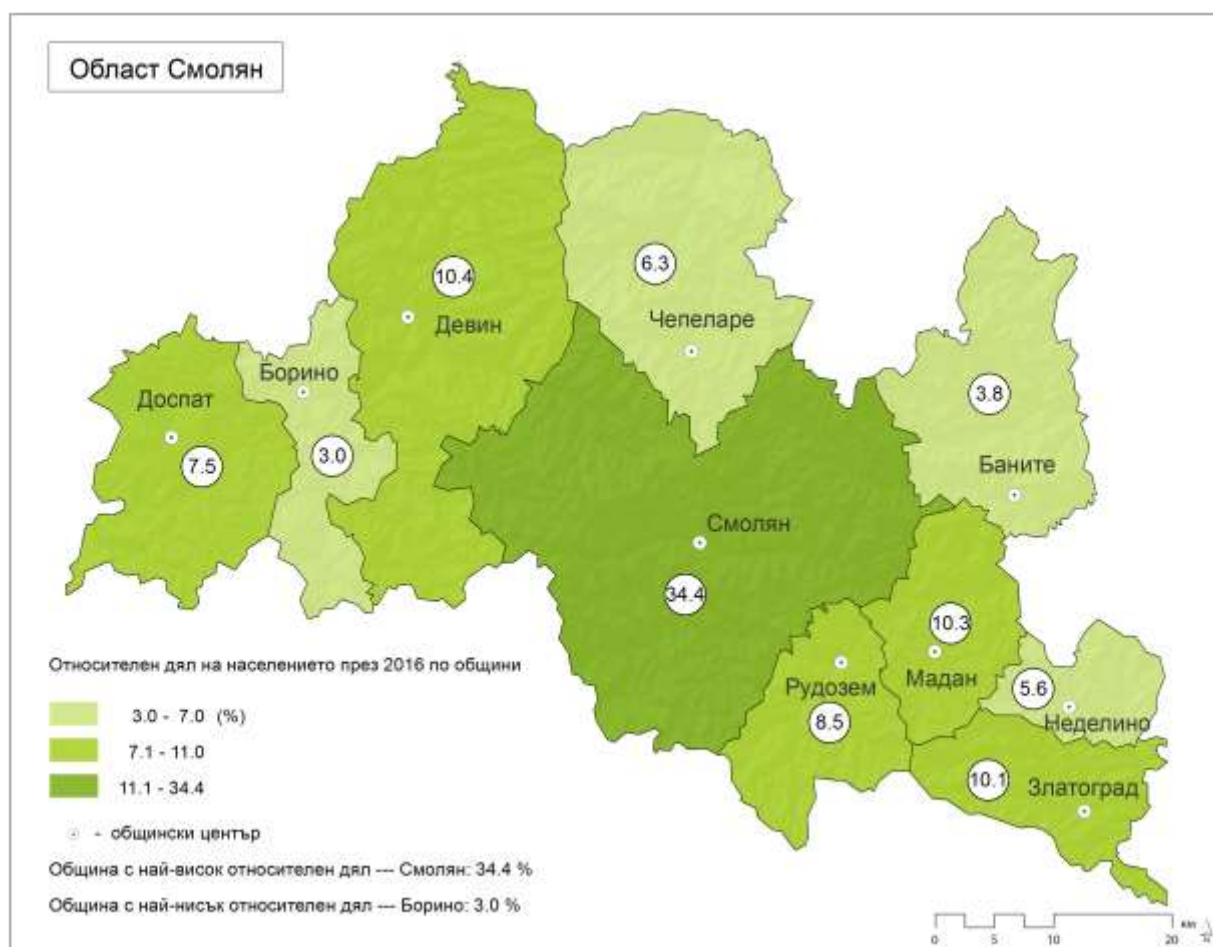 Област Смолян
6.3
10.4
Чепеларе
Девин
Борино
3.8
Доспат
7.5
3.0
Баните
Смолян
34.4
10.3
Рудозем
Мадан
5.6
8.5
Неделино
10.1
Златоград
Относителен дял на населението през 2016 по общини
3.0 - 7.0 (%)
7.1 - 11.0
11.1 - 34.4
- общински център
Община с най-висок относителен дял --- Смолян: 34.4 %
Община с най-нисък относителен дял --- Борино: 3.0 %
Км
0 5 10 20